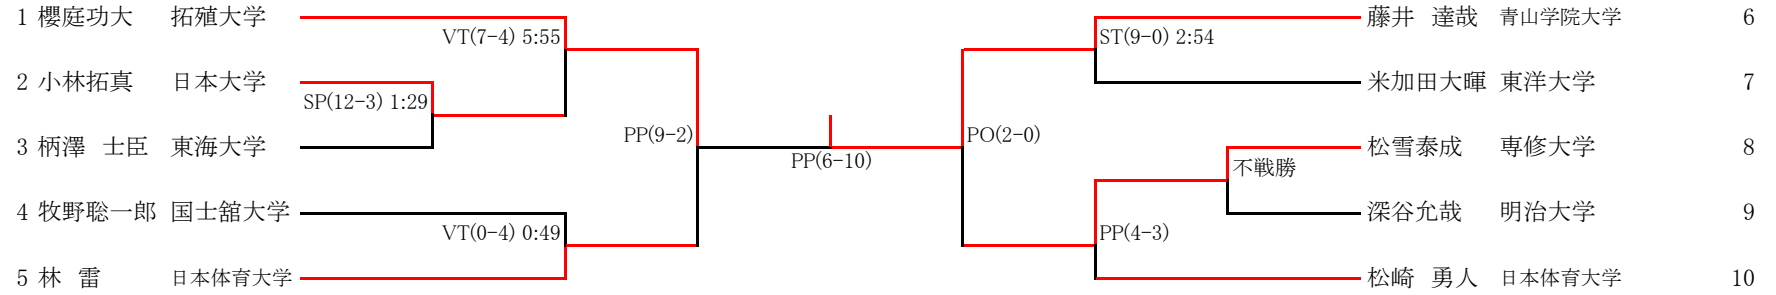 1 櫻庭功大 拓殖大学
VT(7-4) 5:55
2 小林拓真 日本大学
SP(12-3) 1:29
3 柄澤 士臣 東海大学
4 牧野聡一郎 国士舘大学
VT(0-4) 0:49
5 林 雷 日本体育大学
PP(9-2)
PP(6-10)
PO(2-0)
藤井 達哉 青山学院大学 6
ST(9-0) 2:54
米加田大暉 東洋大学 7
松雪泰成 専修大学 8
不戦勝
深谷允哉 明治大学 9
PP(4-3)
松崎 勇人 日本体育大学 10